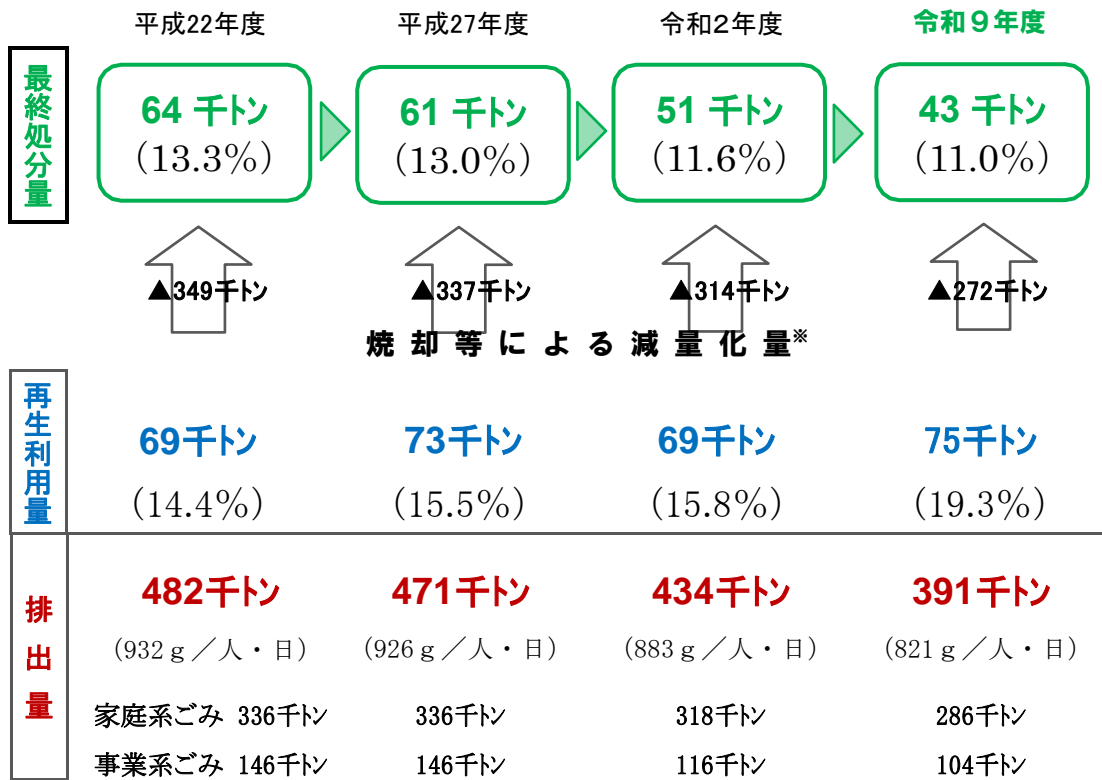 平成22年度 平成27年度 令和2年度 令和９年度
最終処分量
64 千トン 61 千トン 51 千トン 43 千トン
(13.3%) (13.0%) (11.6%) (11.0%)
▲349千トン ▲337千トン ▲314千トン ▲272千トン
焼却等による減量化量※
再生利用量
69千トン 73千トン 69千トン 75千トン
(14.4%) (15.5%) (15.8%) (19.3%)
排出量
482千トン 471千トン 434千トン 391千トン
(932ｇ／人・日) (926ｇ／人・日) (883ｇ／人・日) (821ｇ／人・日)
家庭系ごみ 336千トン 336千トン 318千トン 286千トン
事業系ごみ 146千トン 146千トン 116千トン 104千トン